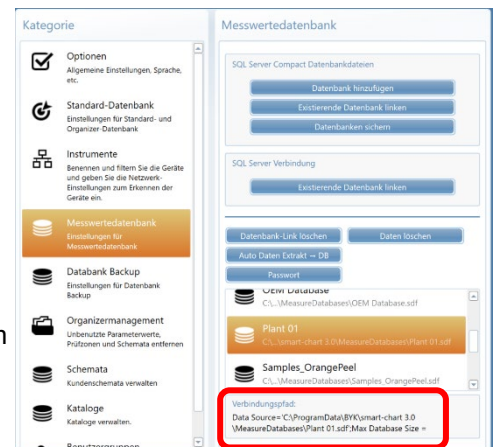 Kategorie
Optionen
Allgemeine Einstellungen, Sprache,
etc.
Standard-Datenbank
Einstellungen für Standard- und
Organizer-Datenbank
Instrumente
Benennen und filtern Sie die Geräte
und geben Sie die Netzwerk-
Einstellungen zum Erkennen der
Geräte ein.
Messwertedatenbank
Einstellungen für
Messwertedatenbank
Databank Backup
Einstellungen für Datenbank
Backup
Organizermanagement
Unbenutzte Parameterwerte,
Prüfzonen und Schemata entfernen
Schemata
Kundenschemata verwalten
Kataloge
Kataloge verwalten.
Benutzergruppen
Messwertedatenbank
SQL Server Compact Datenbankdateien
Datenbank hinzufügen
Existierende Datenbank linken
Datenbanken sichern
SQL Server Verbindung
Existierende Datenbank linken
Datenbank-Link löschen
Daten löschen
Auto Daten Extrakt → DB
Passwort
OEM Database
C:\...\MeasureDatabases\OEM Database.sdf
Plant 01
C:\...\smart-chart 3.0\MeasureDatabases\Plant 01.sdf
Samples_OrangePeel
C:\...\MeasureDatabases\Samples_OrangePeel.sdf
Verbindungspfad:
Data Source='C:\ProgramData\BYK\smart-chart 3.0
\MeasureDatabases\Plant 01.sdf';Max Database Size =